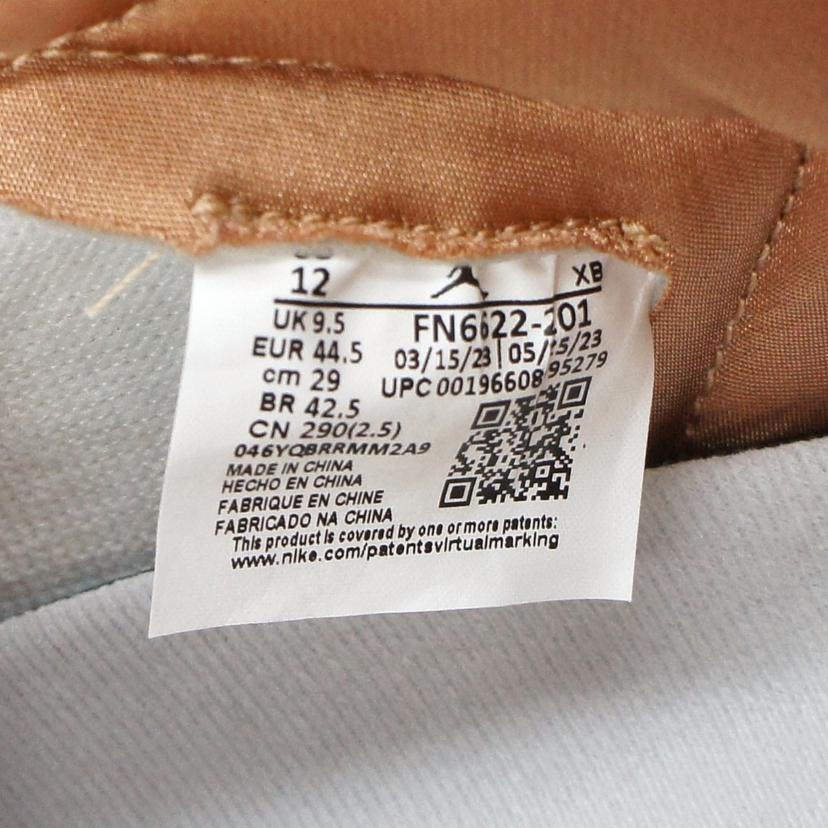 12 XB
UK 9.5 FN6622-201
EUR 44.5 03/15/23 05/15/23
cm 29 UPC 00196608
BR 42.5
CN 290(2.5)
046YQBRRMM2A9
MADE IN CHINA
HECHO EN CHINA
FABRIQUE EN CHINE
FABRICADO NA CHINA
This product is covered by one or more patents:
www.nike.com/patentsvirtualmarking